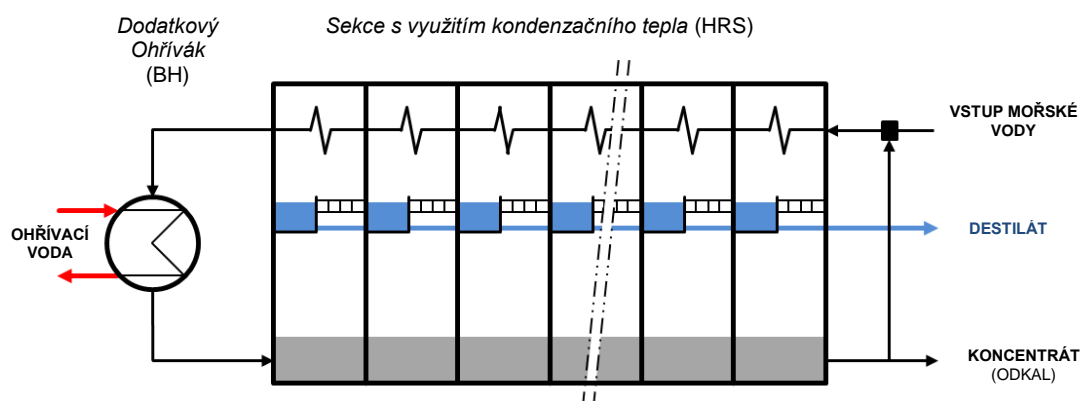 Dodatkový
Ohřívák
(BH)
Sekce s využitím kondenzačního tepla (HRS)
VSTUP MOŘSKÉ
VODY
OHŘÍVACÍ
VODA
DESTILÁT
KONCENTRÁT
(ODKAL)